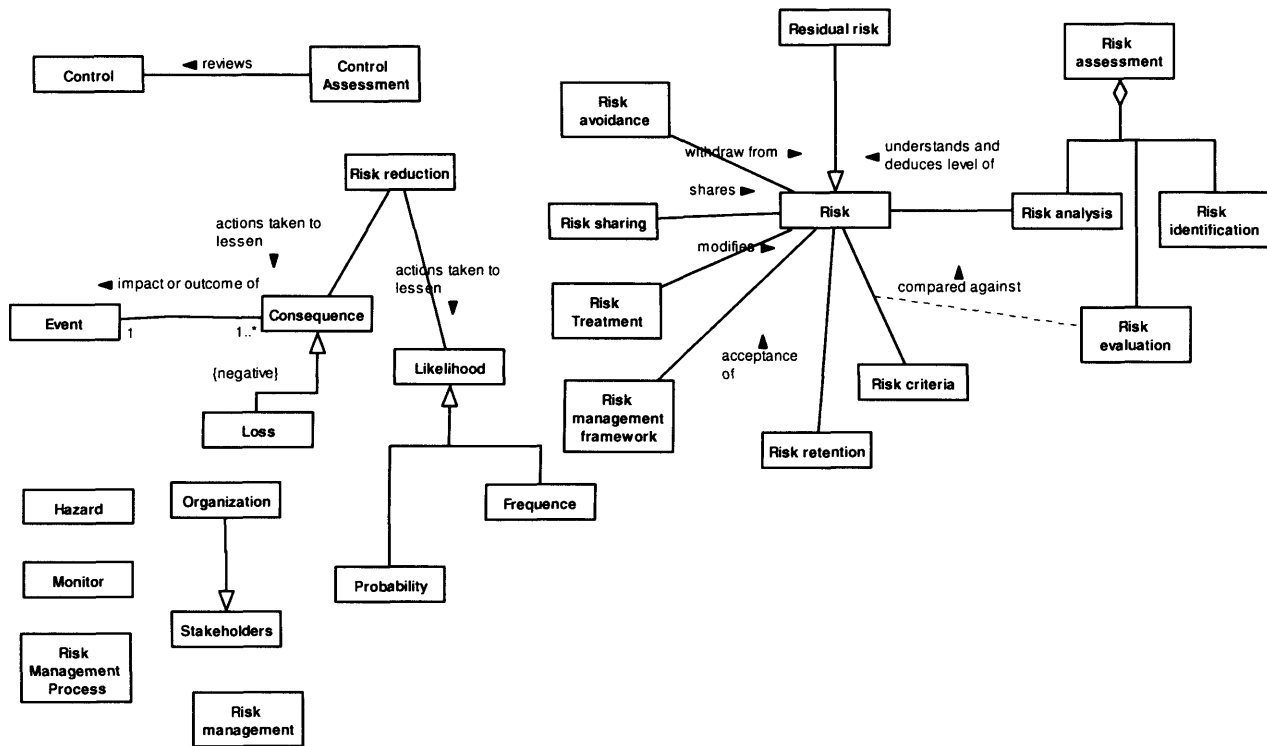 Residual risk
Risk
assessment
Control
◄ reviews
Control
Assessment
Risk
avoidance
withdraw from ►
◄ understands and
deduces level of
Risk reduction
shares ►
Risk sharing
Risk
Risk analysis
Risk
identification
actions taken to
lessen
▼
modifies ►
actions taken to
lessen
▼
◄ impact or outcome of
▲
compared against
Event
1
1..*
Consequence
Risk
Treatment
Risk
evaluation
▲
acceptance
of
{negative}
Likelihood
Risk criteria
Risk
management
framework
Loss
Risk retention
Hazard
Organization
Frequence
Monitor
Probability
Stakeholders
Risk
Management
Process
Risk
management